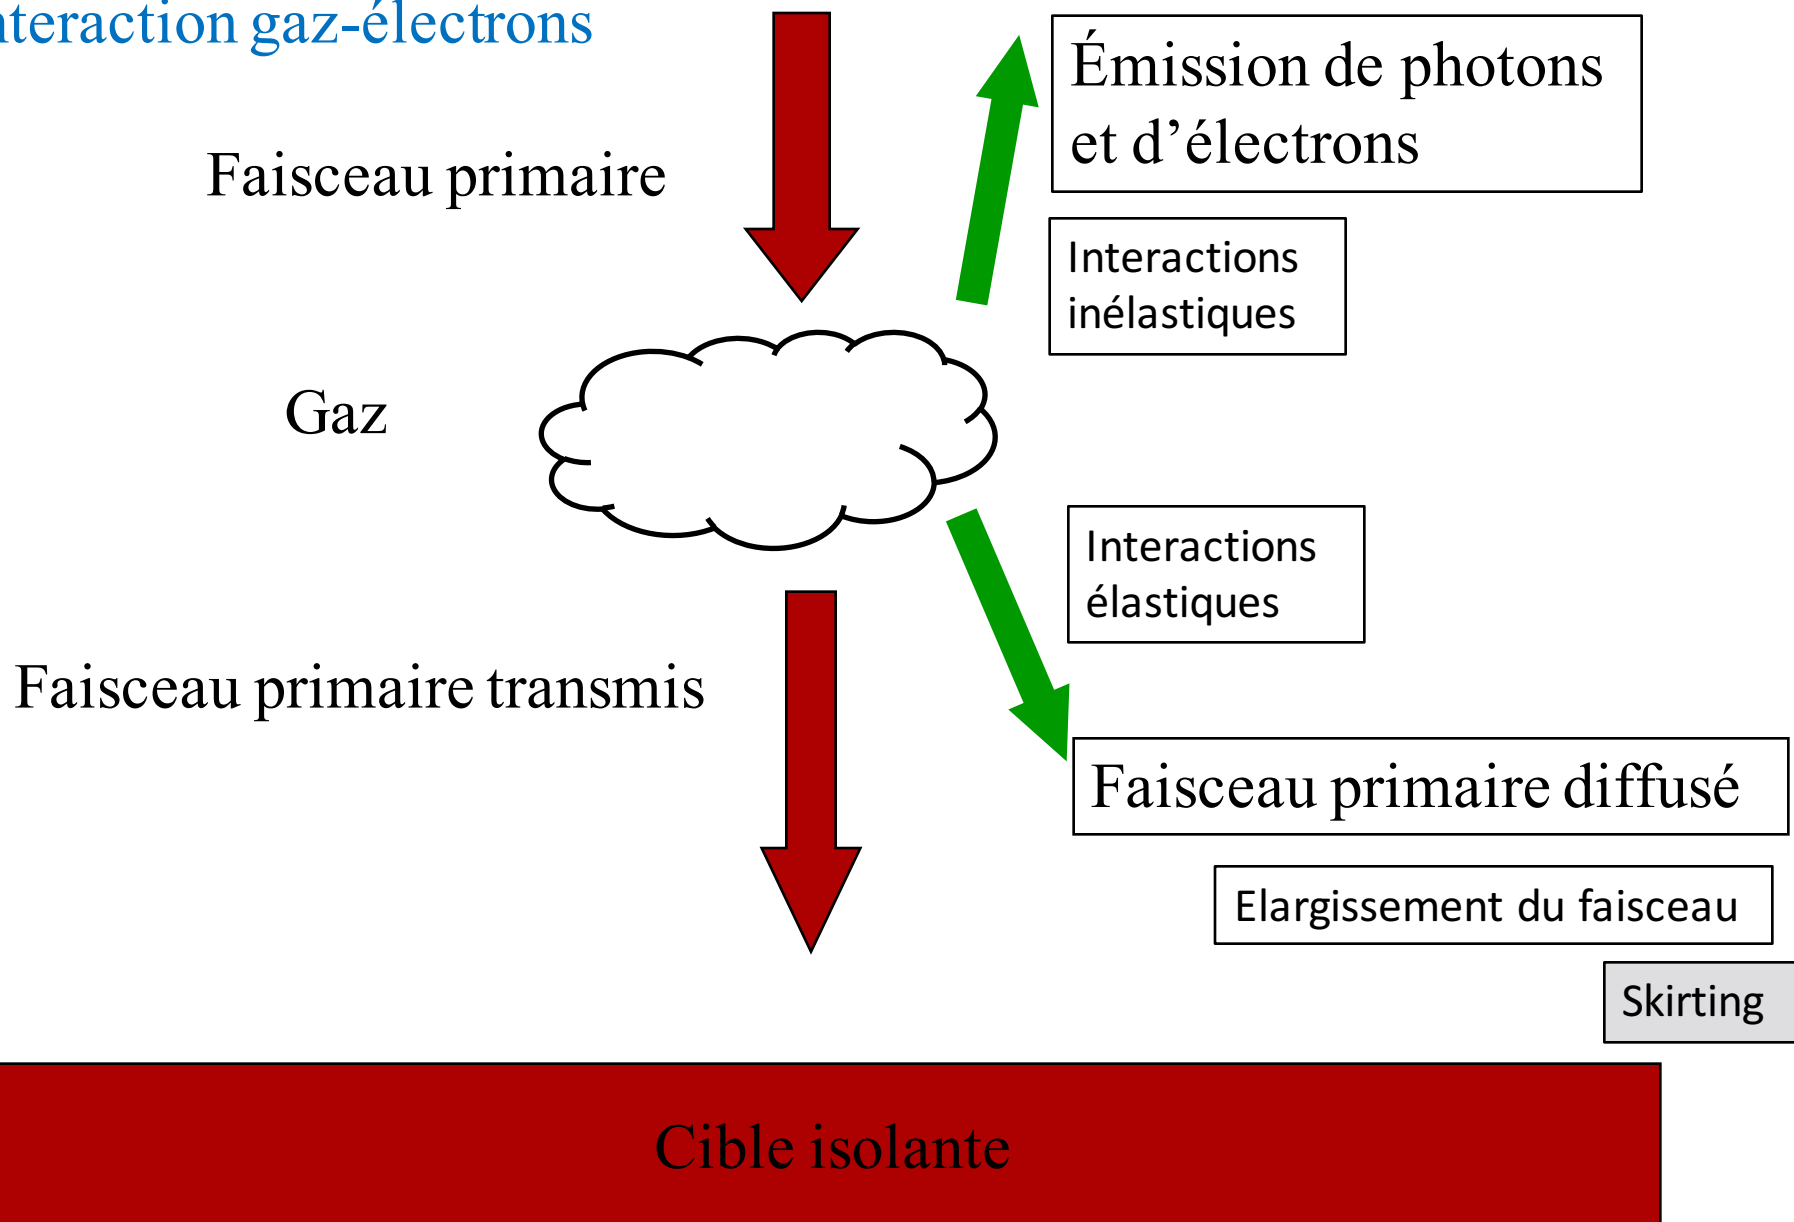 nteraction gaz-électrons
Émission de photons
et d’électrons
Faisceau primaire
Interactions
inélastiques
Gaz
Interactions
élastiques
Faisceau primaire transmis
Faisceau primaire diffusé
Elargissement du faisceau
Skirting
Cible isolante